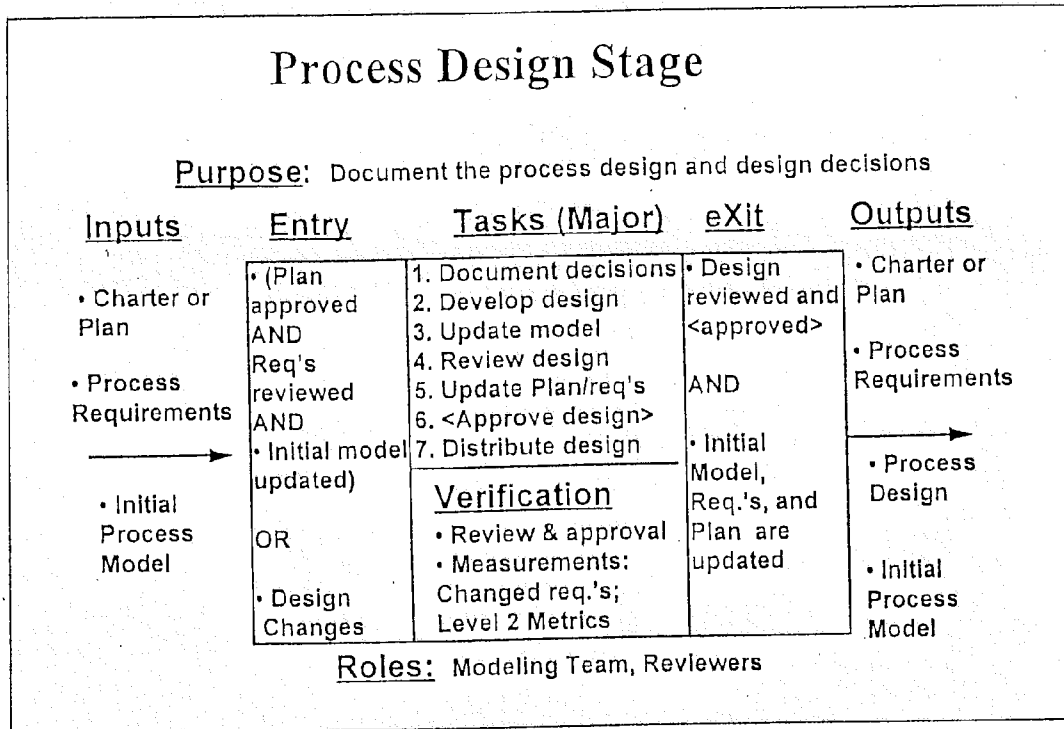 Process Design Stage
Purpose: Document the process design and design decisions
Inputs
• Charter or
Plan
• Process
Requirements
• Initial
Process
Model
Entry
• (Plan
approved
AND
Req's
reviewed
AND
• Initial model
updated)
OR
• Design
Changes
Tasks (Major)
1. Document decisions
2. Develop design
3. Update model
4. Review design
5. Update Plan/req's
6. <Approve design>
7. Distribute design
Verification
• Review & approval
• Measurements:
Changed req.'s;
Level 2 Metrics
eXit
• Design
reviewed and
<approved>
AND
• Initial
Model,
Req.'s, and
Plan are
updated
Outputs
• Charter or
Plan
• Process
Requirements
• Process
Design
• Initial
Process
Model
Roles: Modeling Team, Reviewers